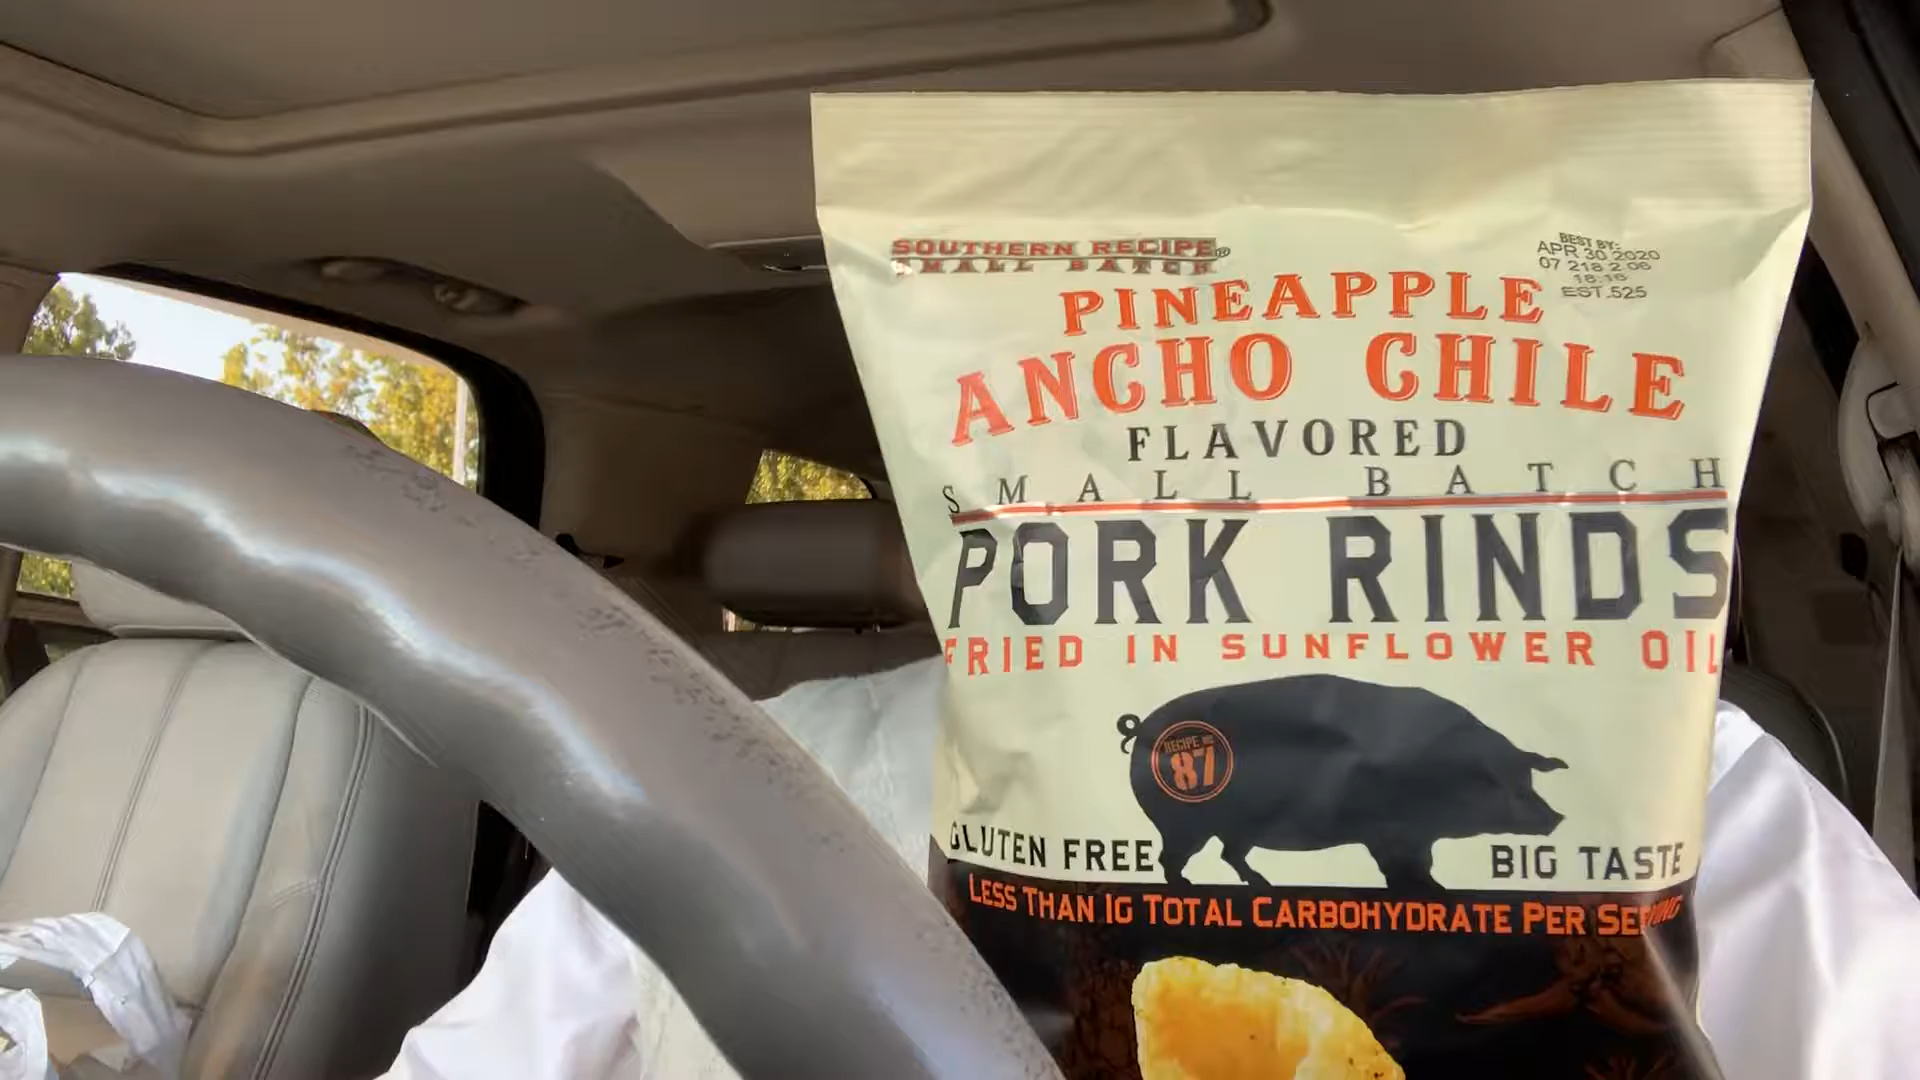 SOUTHERN RECIPE®
SMALL BATCH
BEST BY:
APR 30 2020
07 218 2 06
18:16
EST.525
PINEAPPLE
ANCHO CHILE
FLAVORED
SMALL BATCH
PORK RINDS
FRIED IN SUNFLOWER OIL
RECIPE NO
87
GLUTEN FREE
BIG TASTE
LESS THAN 1G TOTAL CARBOHYDRATE PER SERVING